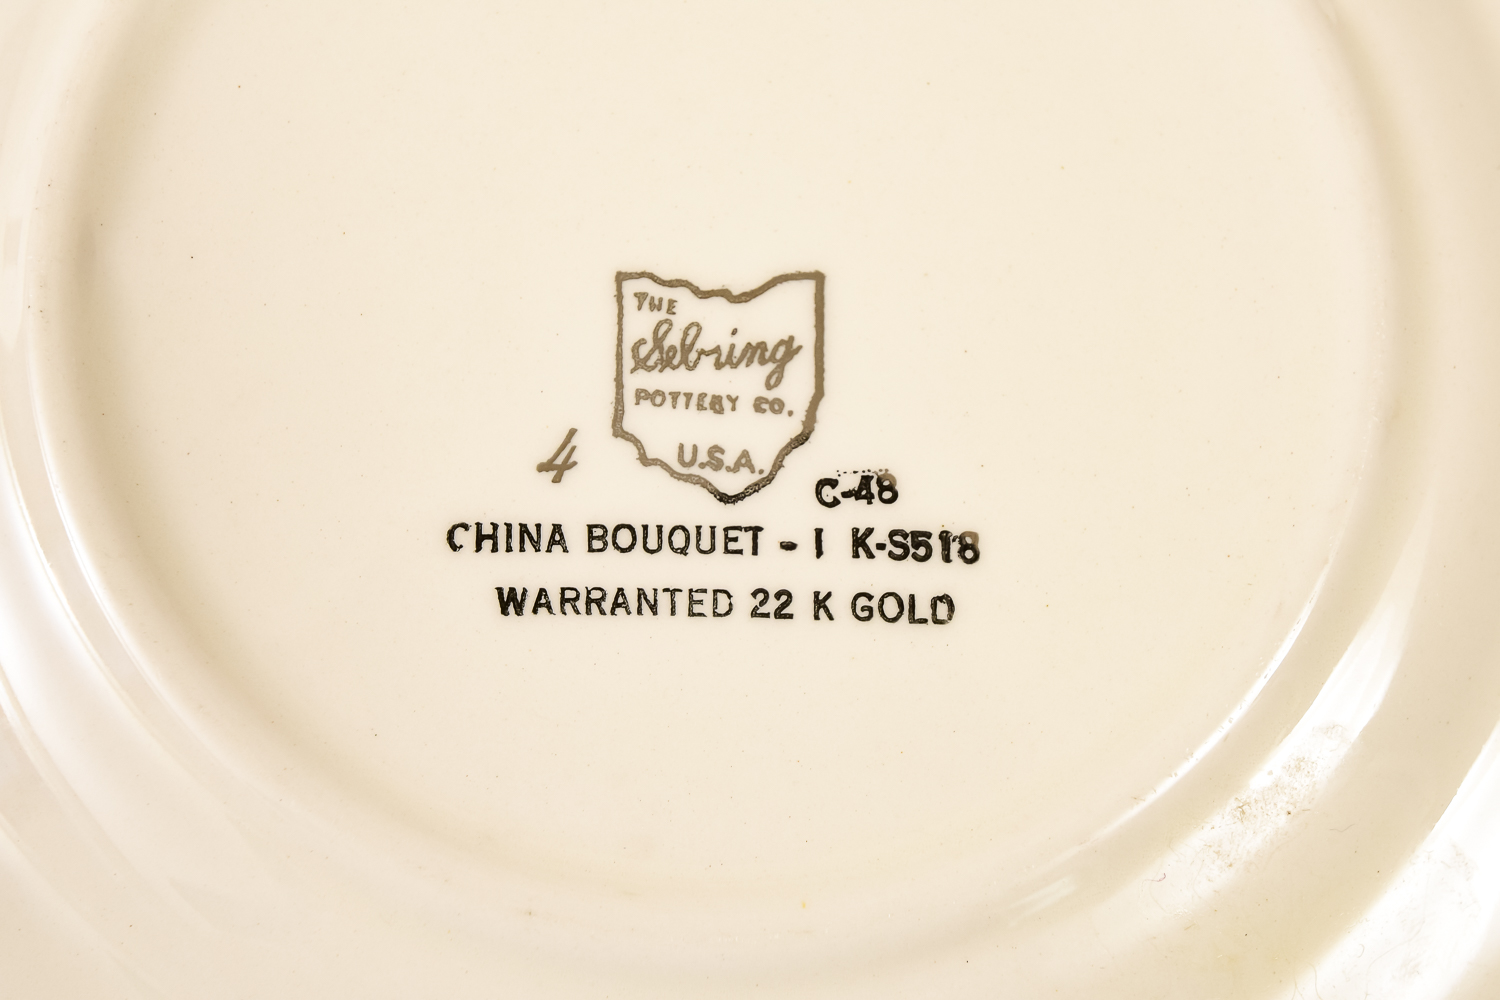 THE
Sebring
POTTERY CO.
U.S.A.
4
C-48
CHINA BOUQUET - I K-S518
WARRANTED 22 K GOLD